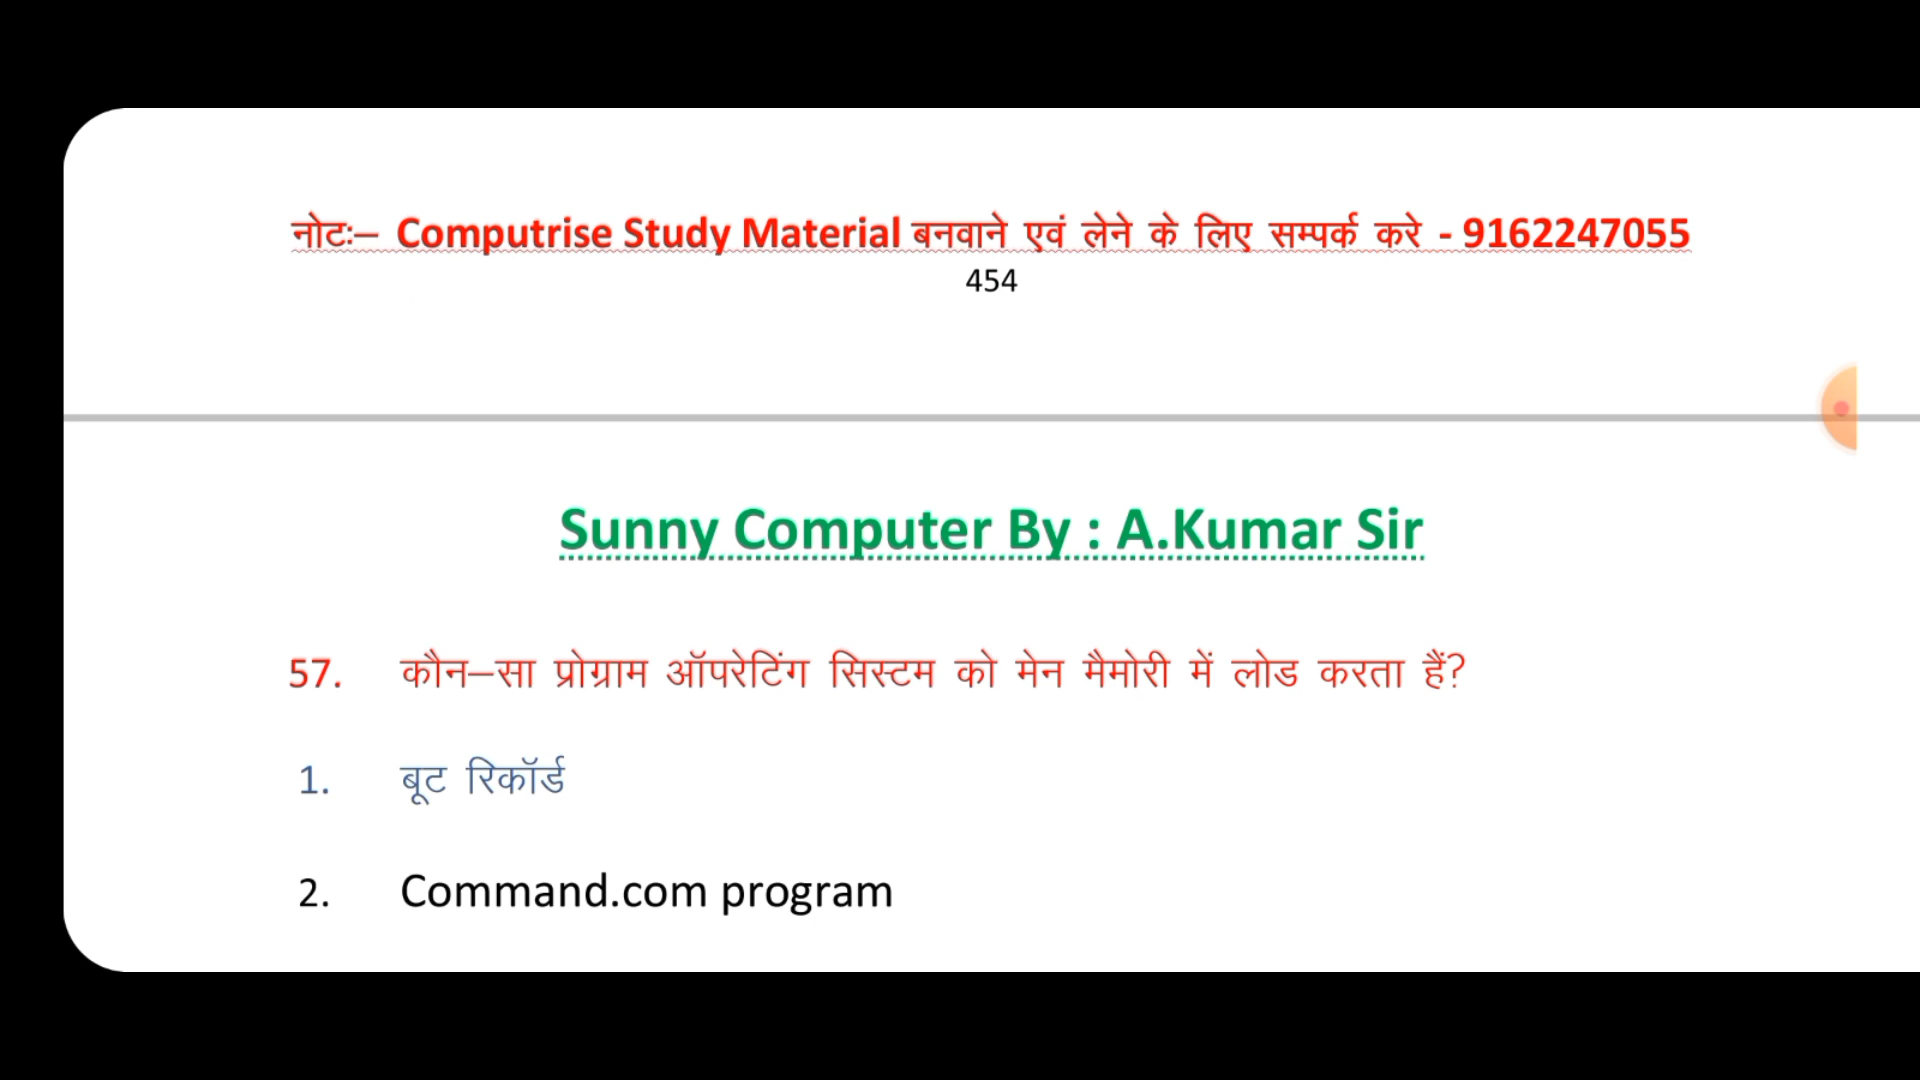 नोटः– Computrise Study Material बनवाने एवं लेने के लिए सम्पर्क करे - 9162247055
454
Sunny Computer By : A.Kumar Sir
57. कौन–सा प्रोग्राम ऑपरेटिंग सिस्टम को मेन मैमोरी में लोड करता हैं?
1. बूट रिकॉर्ड
2. Command.com program